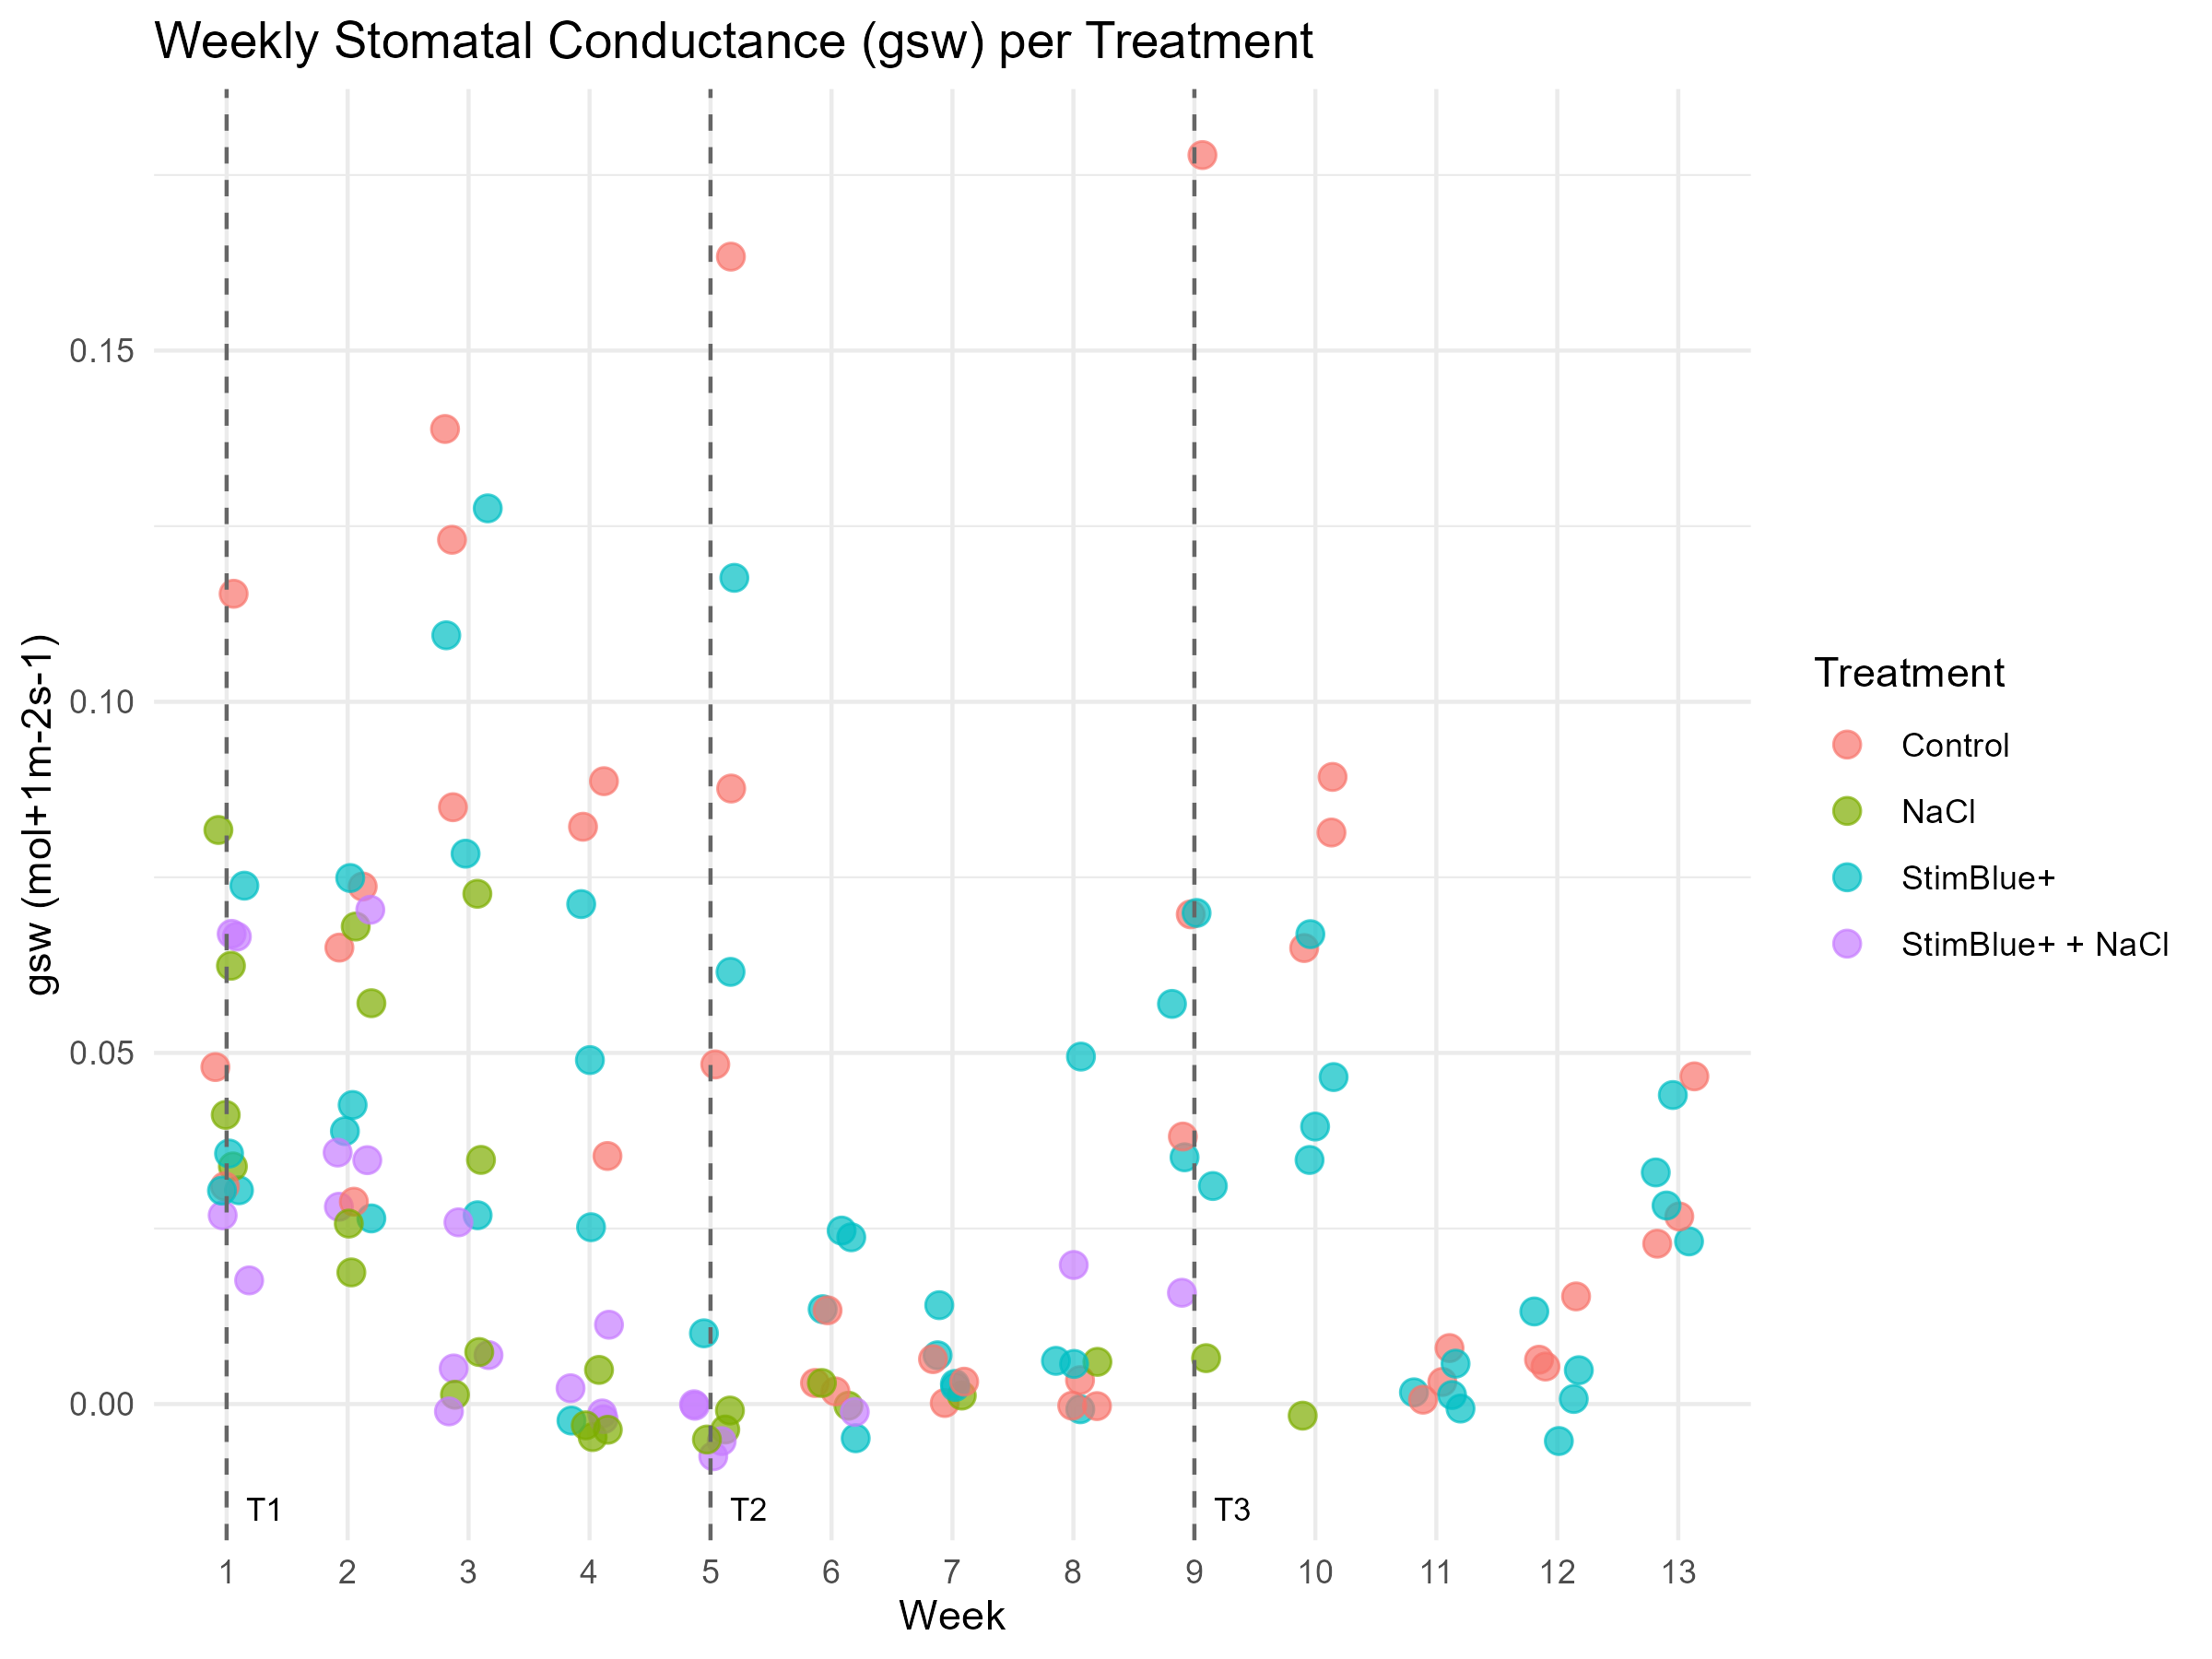 Weekly Stomatal Conductance (gsw) per Treatment
gsw (mol+1m-2s-1)
0.15
0.10
0.05
0.00
T1
T2
T3
1 2 3 4 5 6 7 8 9 10 11 12 13
Week
Treatment
Control
NaCl
StimBlue+
StimBlue+ + NaCl